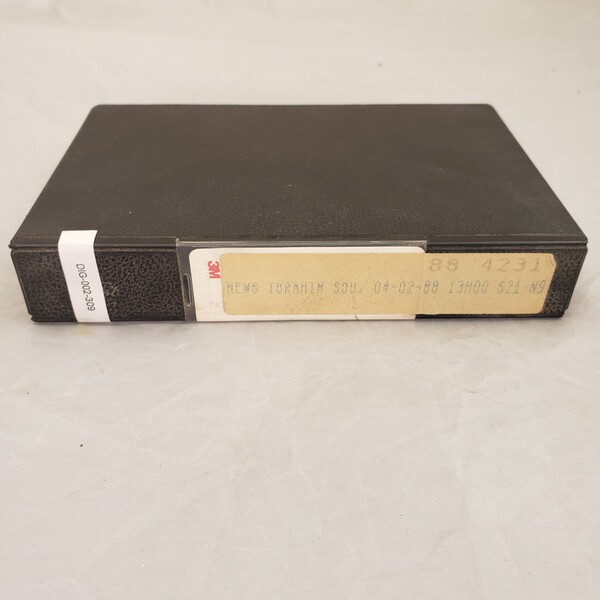 DIG-002-309
3M
88 4231
NEWS IBRAHIM SOU, 04-02-88 13H00 621 N9